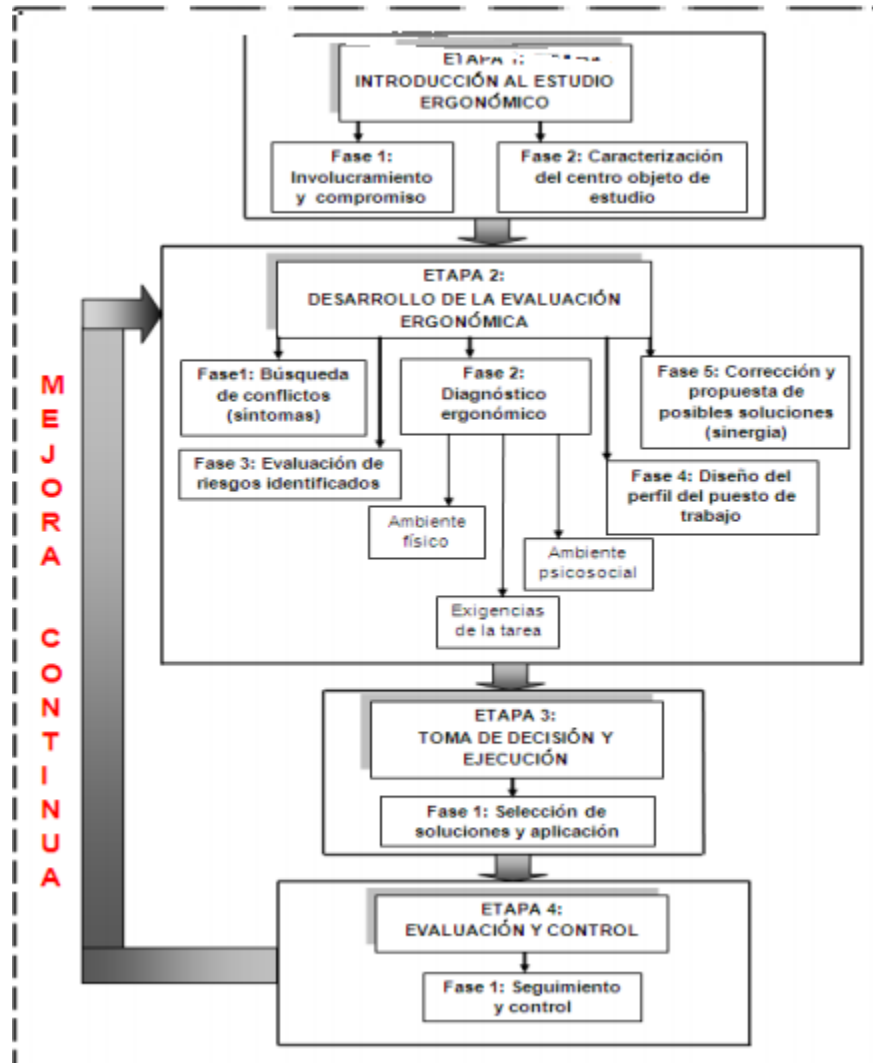 ETAPA 1:
INTRODUCCIÓN AL ESTUDIO
ERGONÓMICO
Fase 1:
Involucramiento
y compromiso
Fase 2: Caracterización
del centro objeto de
estudio
ETAPA 2:
DESARROLLO DE LA EVALUACIÓN
ERGONÓMICA
Fase1: Búsqueda
de conflictos
(síntomas)
Fase 2:
Diagnóstico
ergonómico
Fase 5: Corrección y
propuesta de
posibles soluciones
(sinergia)
Fase 3: Evaluación de
riesgos identificados
Fase 4: Diseño del
perfil del puesto de
trabajo
Ambiente
físico
Ambiente
psicosocial
Exigencias
de la tarea
ETAPA 3:
TOMA DE DECISIÓN Y
EJECUCIÓN
Fase 1: Selección de
soluciones y aplicación
ETAPA 4:
EVALUACIÓN Y CONTROL
Fase 1: Seguimiento
y control
MEJORA CONTINUA